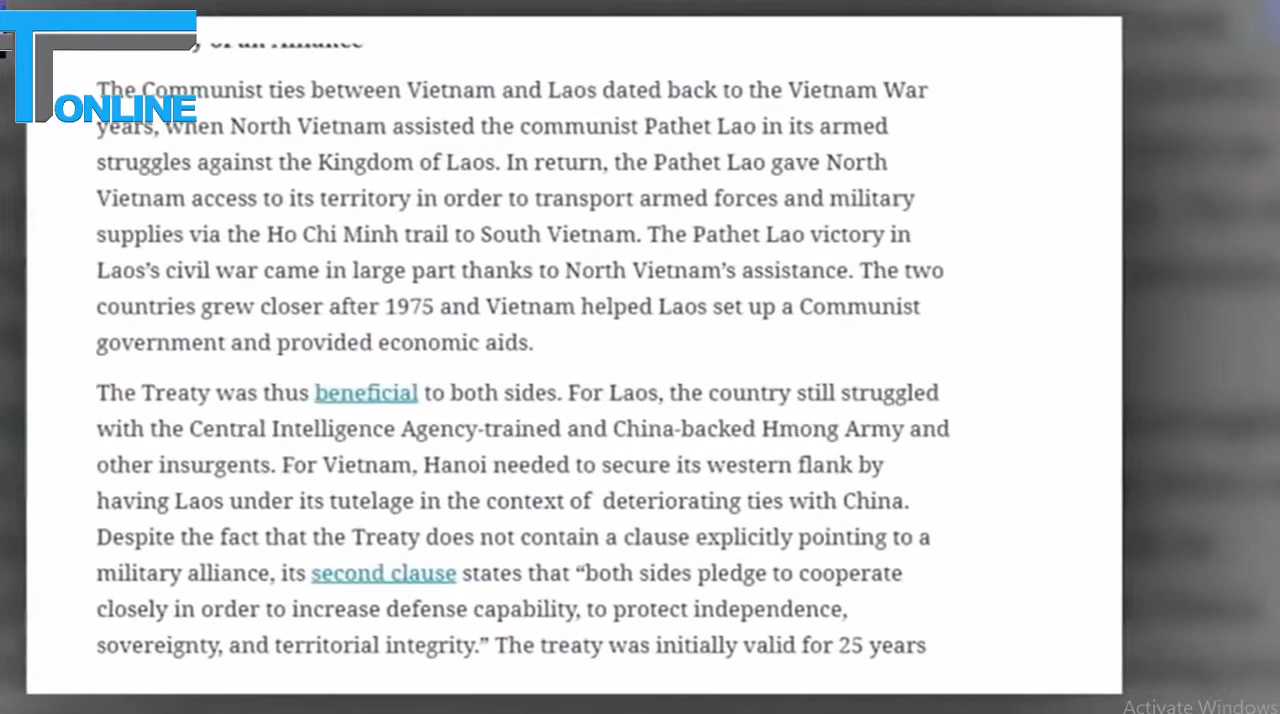 T
ONLINE
of an Alliance
The Communist ties between Vietnam and Laos dated back to the Vietnam War
years, when North Vietnam assisted the communist Pathet Lao in its armed
struggles against the Kingdom of Laos. In return, the Pathet Lao gave North
Vietnam access to its territory in order to transport armed forces and military
supplies via the Ho Chi Minh trail to South Vietnam. The Pathet Lao victory in
Laos’s civil war came in large part thanks to North Vietnam’s assistance. The two
countries grew closer after 1975 and Vietnam helped Laos set up a Communist
government and provided economic aids.
The Treaty was thus beneficial to both sides. For Laos, the country still struggled
with the Central Intelligence Agency-trained and China-backed Hmong Army and
other insurgents. For Vietnam, Hanoi needed to secure its western flank by
having Laos under its tutelage in the context of deteriorating ties with China.
Despite the fact that the Treaty does not contain a clause explicitly pointing to a
military alliance, its second clause states that “both sides pledge to cooperate
closely in order to increase defense capability, to protect independence,
sovereignty, and territorial integrity.” The treaty was initially valid for 25 years
Activate Windows